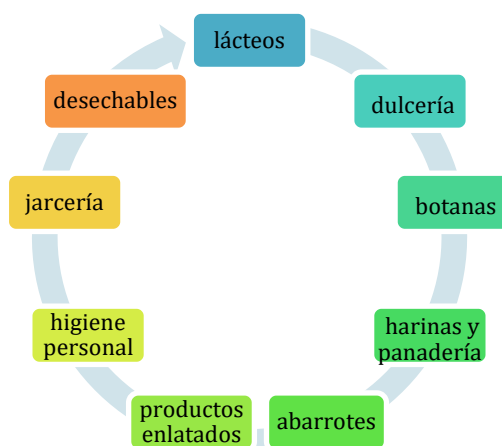 lácteos
dulcería
botanas
harinas y
panadería
abarrotes
productos
enlatados
higiene
personal
jarcería
desechables